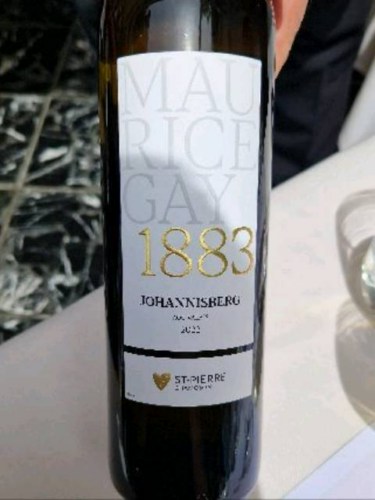 MAU
RICE
GAY
1883
JOHANNISBERG
2022
ST-PIERRE